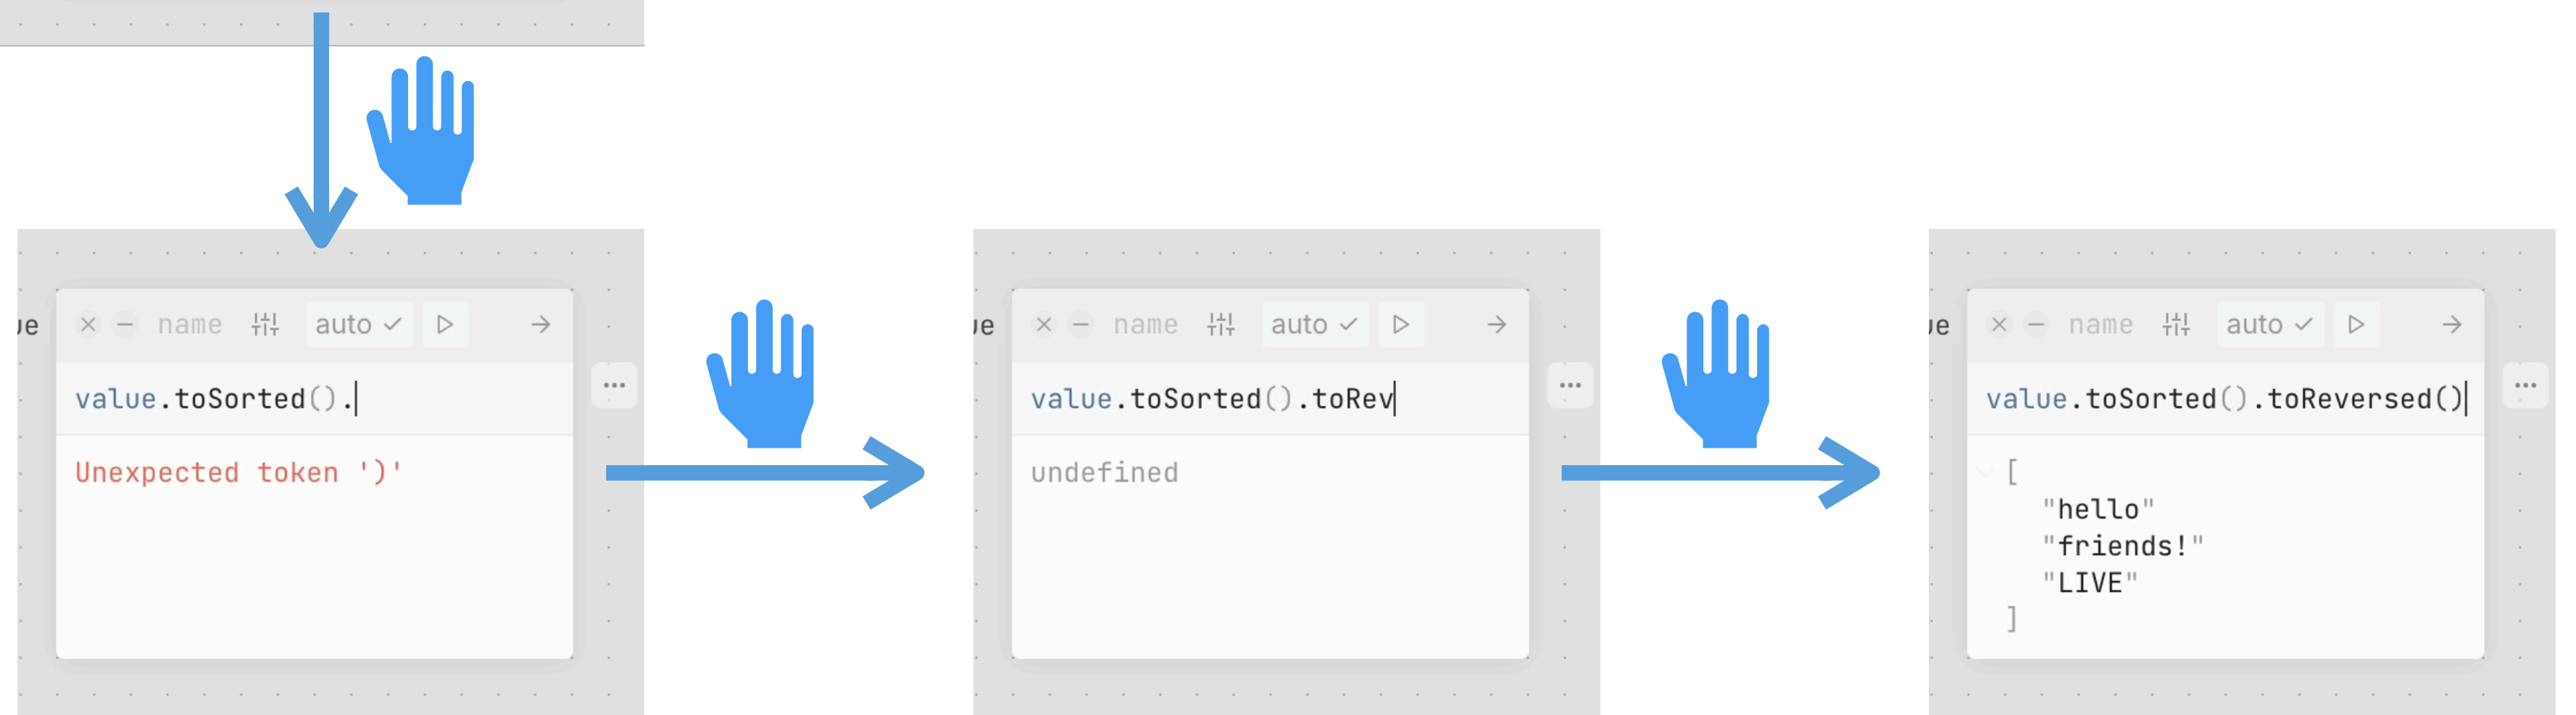 ue
name auto
value.toSorted().
Unexpected token ')'
ue
name auto
value.toSorted().toRev
undefined
ue
name auto
value.toSorted().toReversed()
[
"hello"
"friends!"
"LIVE"
]